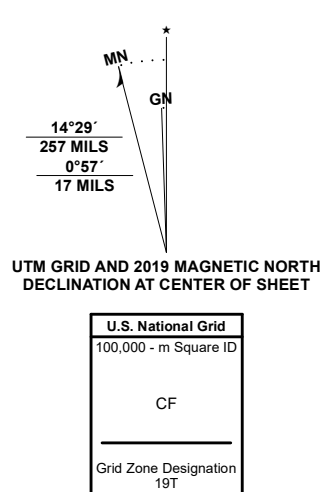 ★
MN
GN
14°29´
257 MILS
0°57´
17 MILS
UTM GRID AND 2019 MAGNETIC NORTH
DECLINATION AT CENTER OF SHEET
U.S. National Grid
100,000 - m Square ID
CF
Grid Zone Designation
19T